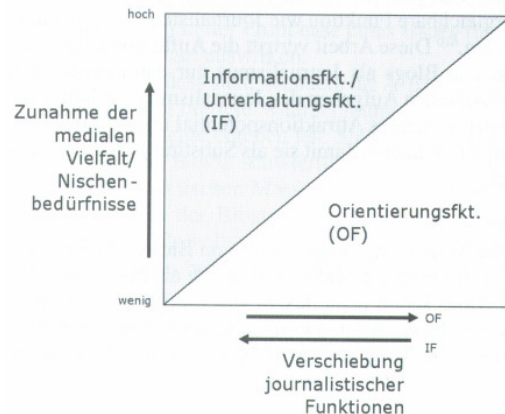 hoch
Informationsfkt./
Unterhaltungsfkt.
(IF)
Zunahme der
medialen
Vielfalt/
Nischen-
bedürfnisse
Orientierungsfkt.
(OF)
wenig
OF
IF
Verschiebung
journalistischer
Funktionen